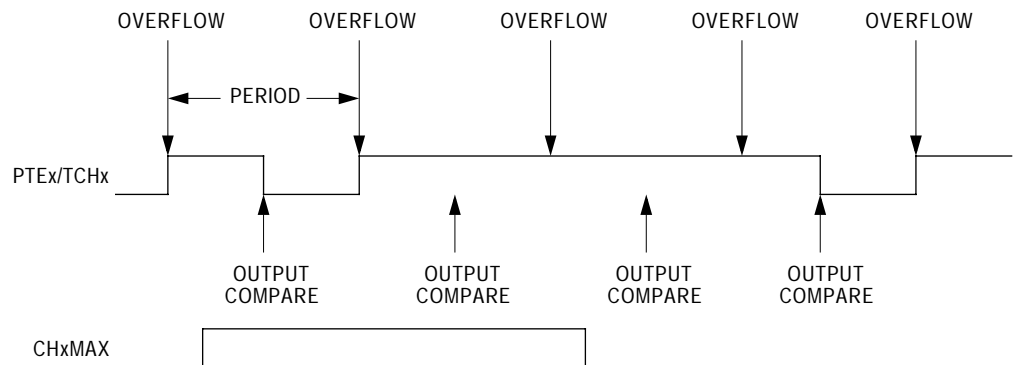 OVERFLOW OVERFLOW OVERFLOW OVERFLOW OVERFLOW
PERIOD
PTEx/TCHx
OUTPUT COMPARE
OUTPUT COMPARE
OUTPUT COMPARE
OUTPUT COMPARE
CHxMAX